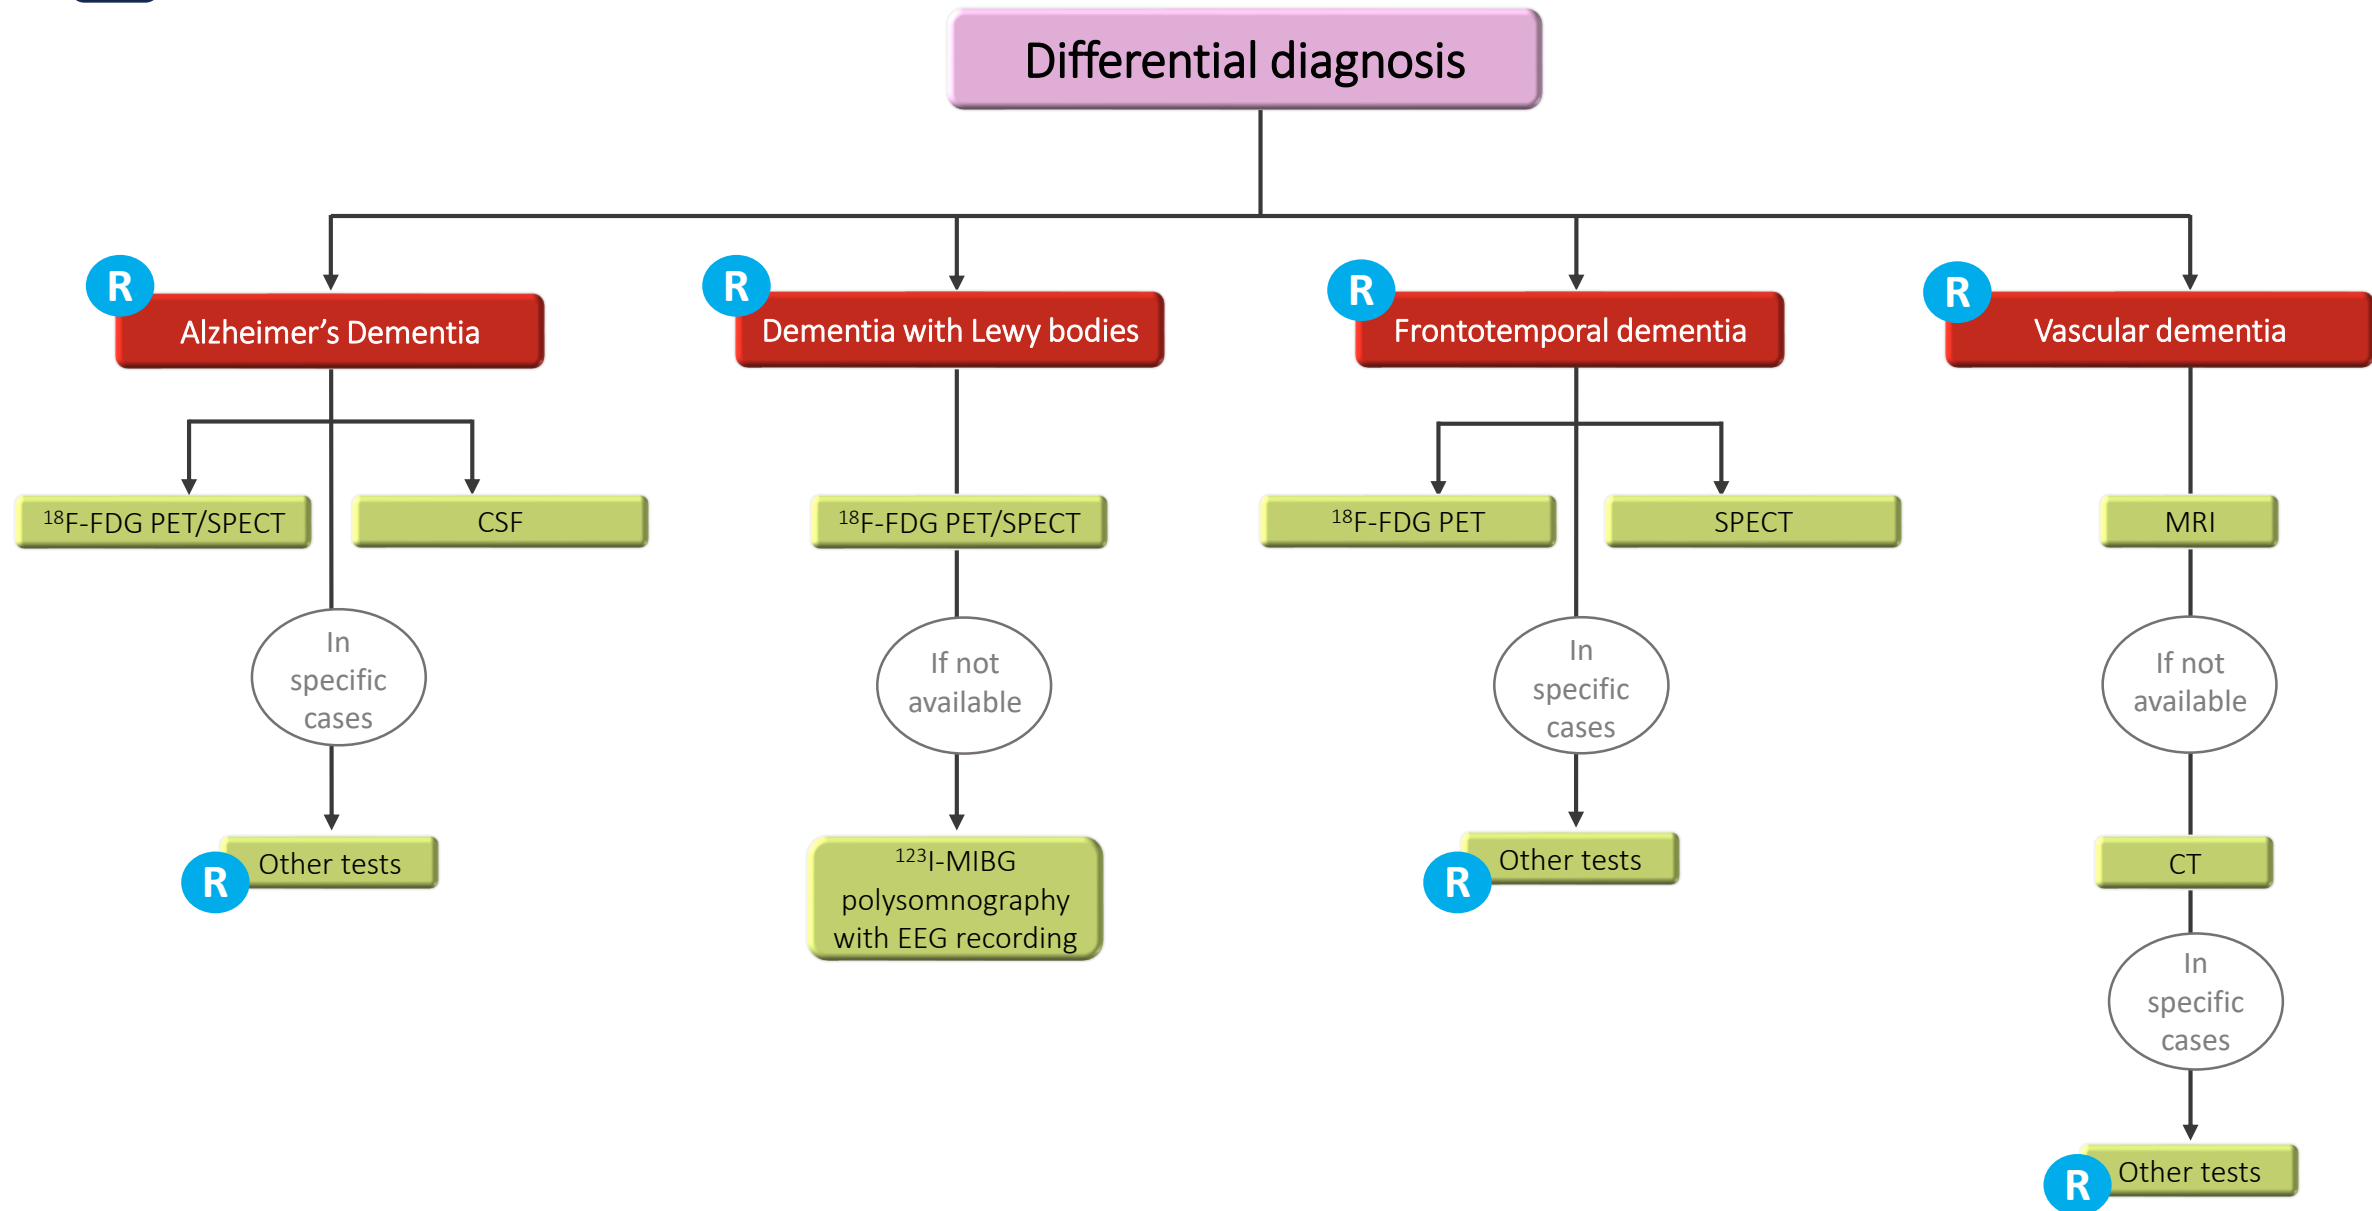 Differential diagnosis
R
Alzheimer's Dementia
R
Dementia with Lewy bodies
R
Frontotemporal dementia
R
Vascular dementia
¹⁸F-FDG PET/SPECT
CSF
¹⁸F-FDG PET/SPECT
¹⁸F-FDG PET
SPECT
MRI
In
specific
cases
If not
available
In
specific
cases
If not
available
Other tests
R
¹²³I-MIBG
polysomnography
with EEG recording
Other tests
R
CT
In
specific
cases
Other tests
R